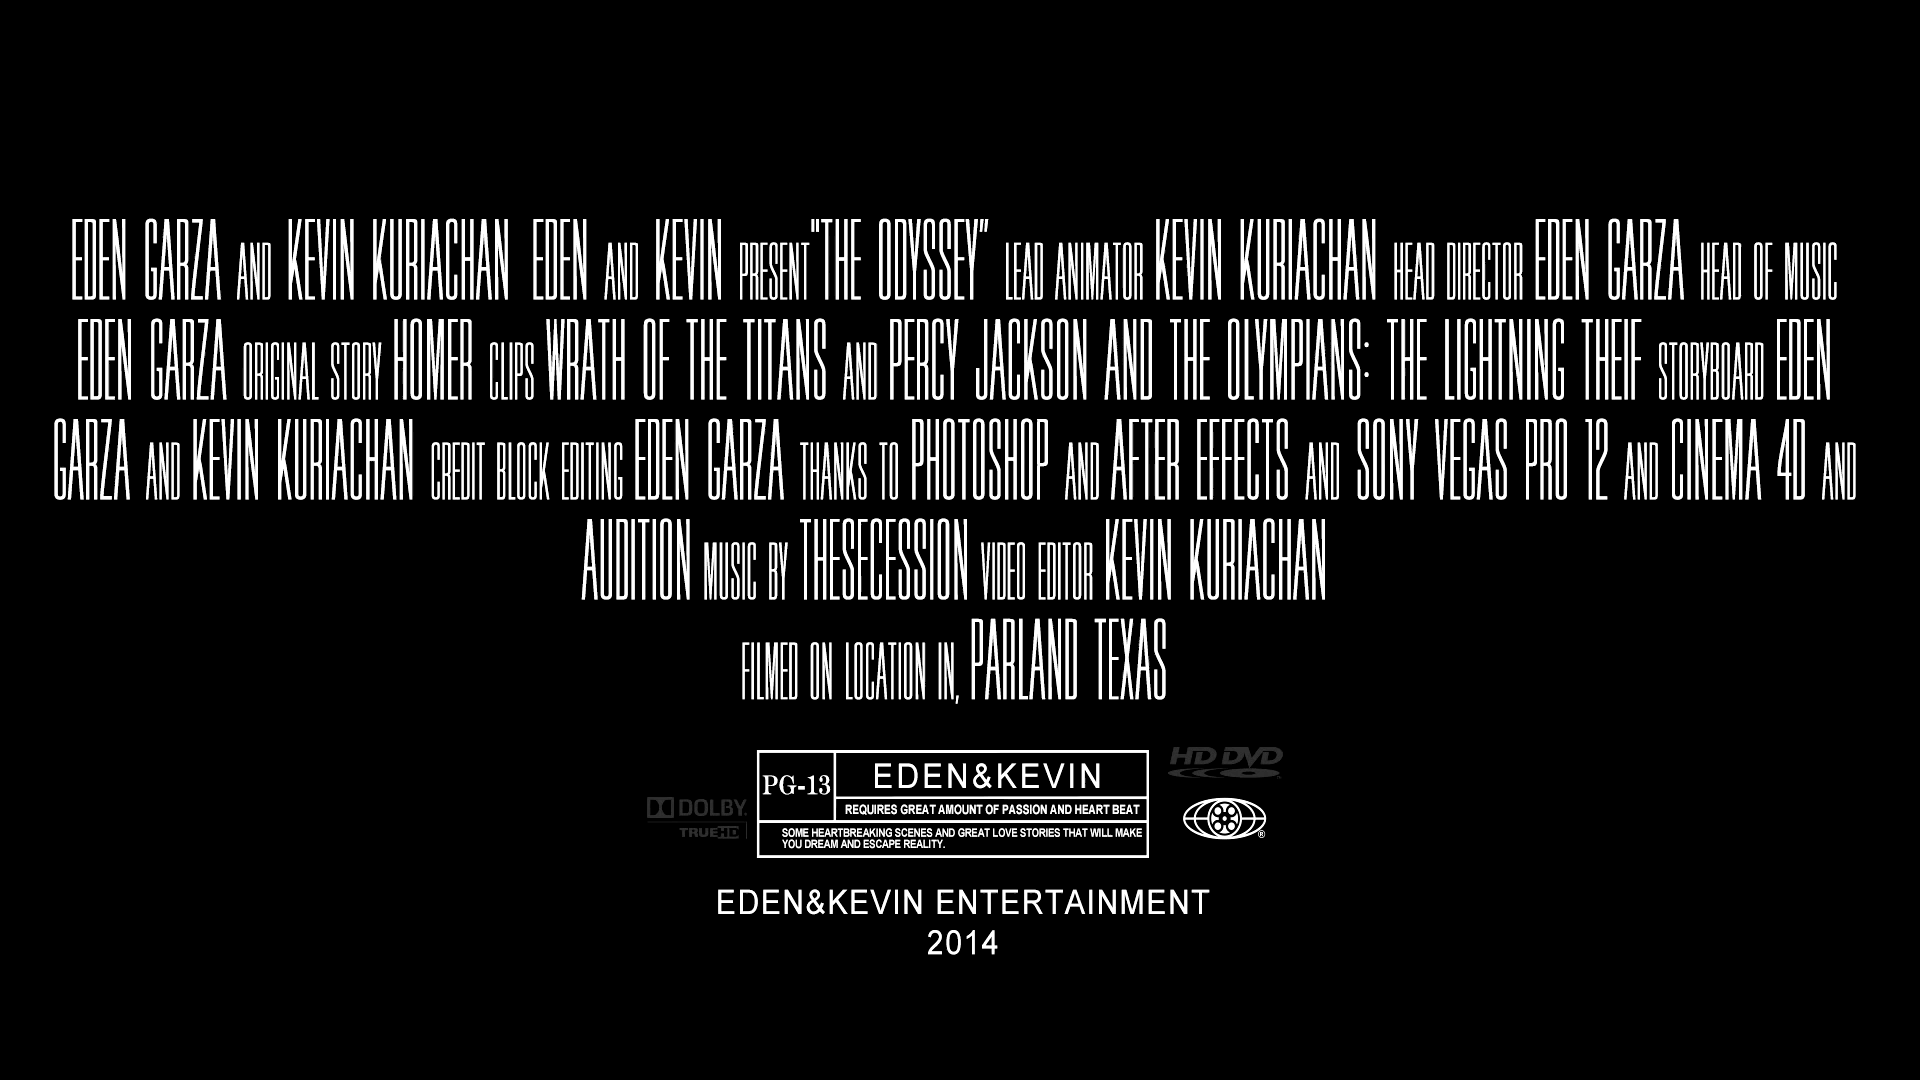 EDEN GARZA AND KEVIN KURIACHAN EDEN AND KEVIN PRESENT "THE ODYSSEY" LEAD ANIMATOR KEVIN KURIACHAN HEAD DIRECTOR EDEN GARZA HEAD OF MUSIC
EDEN GARZA ORIGINAL STORY HOMER CLIPS WRATH OF THE TITANS AND PERCY JACKSON AND THE OLYMPIANS: THE LIGHTNING THEIF STORYBOARD EDEN
GARZA AND KEVIN KURIACHAN CREDIT BLOCK EDITING EDEN GARZA THANKS TO PHOTOSHOP AND AFTER EFFECTS AND SONY VEGAS PRO 12 AND CINEMA 4D AND
AUDITION MUSIC BY THESECESSION VIDEO EDITOR KEVIN KURIACHAN
FILMED ON LOCATION IN, PARLAND TEXAS
HD DVD
PG-13 EDEN&KEVIN
DOLBY.
REQUIRES GREAT AMOUNT OF PASSION AND HEART BEAT
TRUEHD
SOME HEARTBREAKING SCENES AND GREAT LOVE STORIES THAT WILL MAKE
YOU DREAM AND ESCAPE REALITY.
®
EDEN&KEVIN ENTERTAINMENT
2014